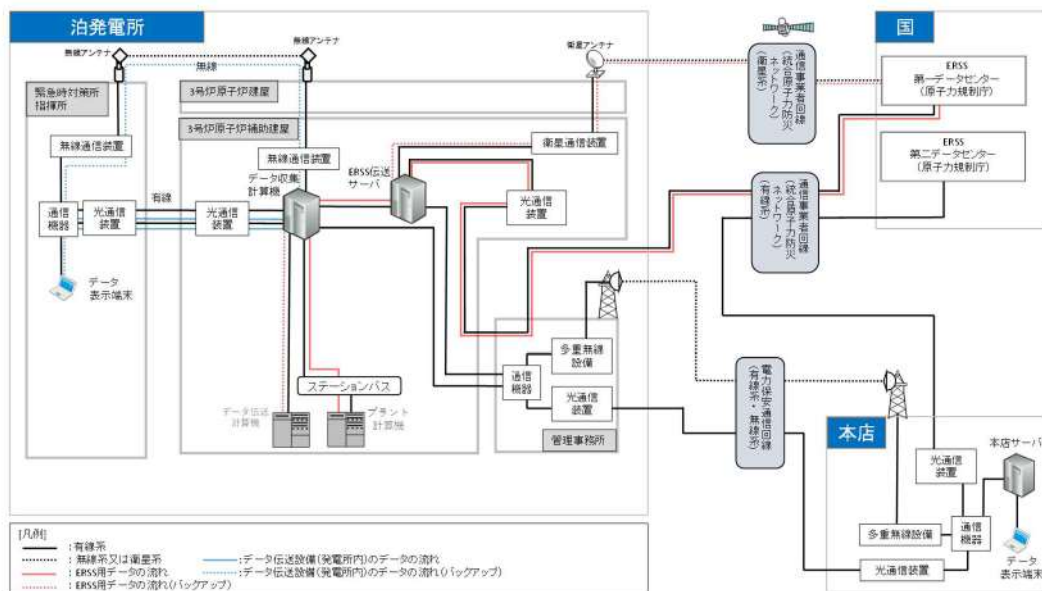 泊発電所
無線アンテナ
無線アンテナ
無線
衛星アンテナ
緊急時対策所
指揮所
3号炉原子炉建屋
3号炉原子炉補助建屋
無線通信装置
無線通信装置
データ収集
計算機
ERSS伝送
サーバ
衛星通信装置
有線
通信
機器
光通信
装置
光通信
装置
光通信
装置
データ
表示端末
ステーションバス
データ伝送
計算機
プラント
計算機
多重無線
設備
通信
機器
光通信
装置
管理事務所
通信事業者回線
(統合原子力防災
ネットワーク)
(衛星系)
通信事業者回線
(統合原子力防災
ネットワーク)
(有線系)
電力保安通信回線
(有線系・無線系)
国
ERSS
第一データセンター
(原子力規制庁)
ERSS
第二データセンター
(原子力規制庁)
本店
本店サーバ
光通信
装置
多重無線設備
通信
機器
光通信装置
データ
表示端末
[凡例]
:有線系
:無線系又は衛星系
:ERSS用データの流れ
:ERSS用データの流れ(バックアップ)
:データ伝送設備(発電所内)のデータの流れ
:データ伝送設備(発電所内)のデータの流れ(バックアップ)